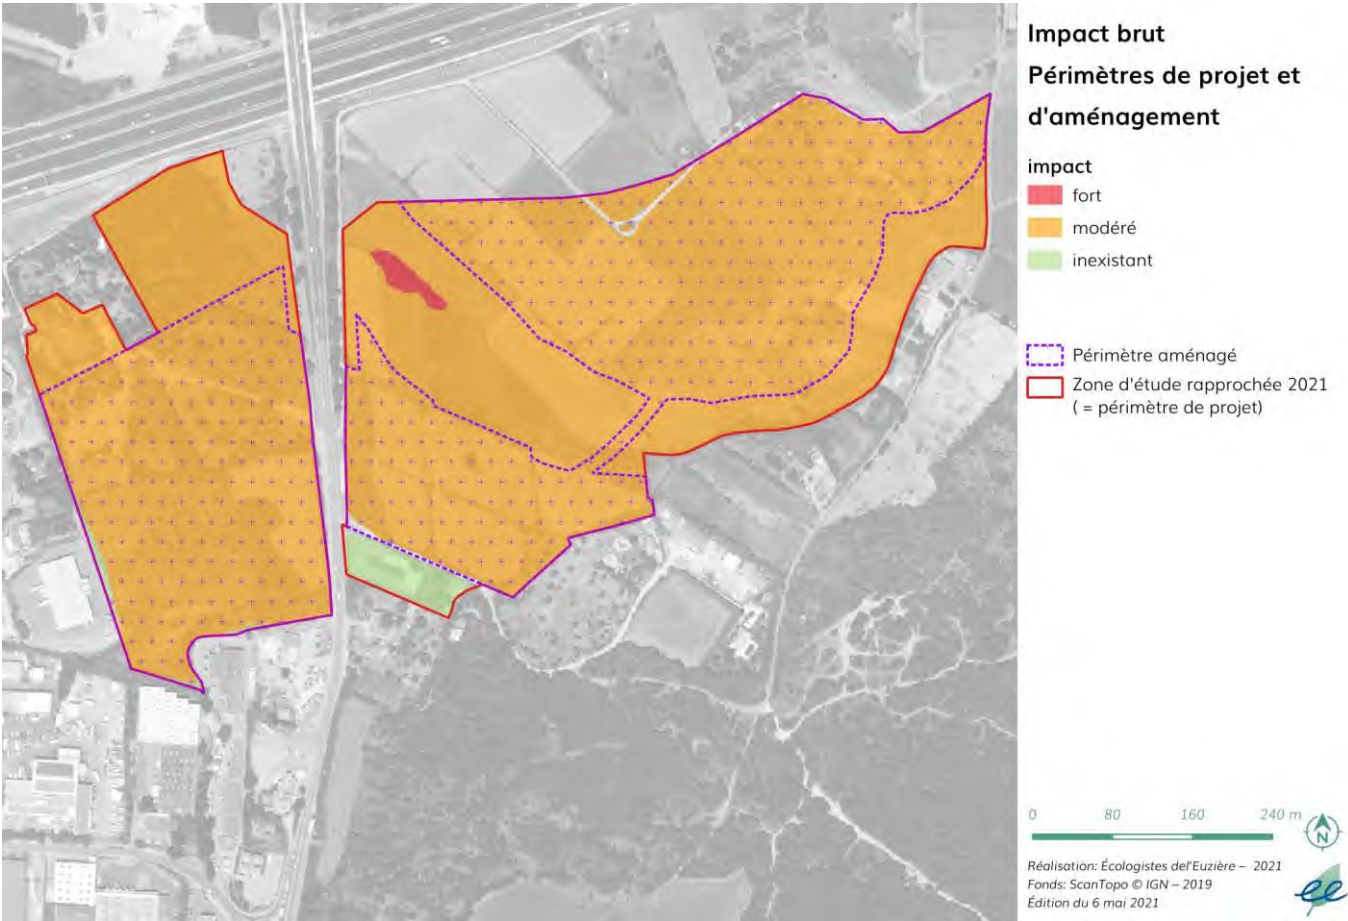 Impact brut
Périmètres de projet et
d'aménagement
impact
fort
modéré
inexistant
Périmètre aménagé
Zone d'étude rapprochée 2021
( = périmètre de projet)
0 80 160 240 m
N
Réalisation: Écologistes del'Euzière – 2021
Fonds: ScanTopo © IGN – 2019
Édition du 6 mai 2021
ee